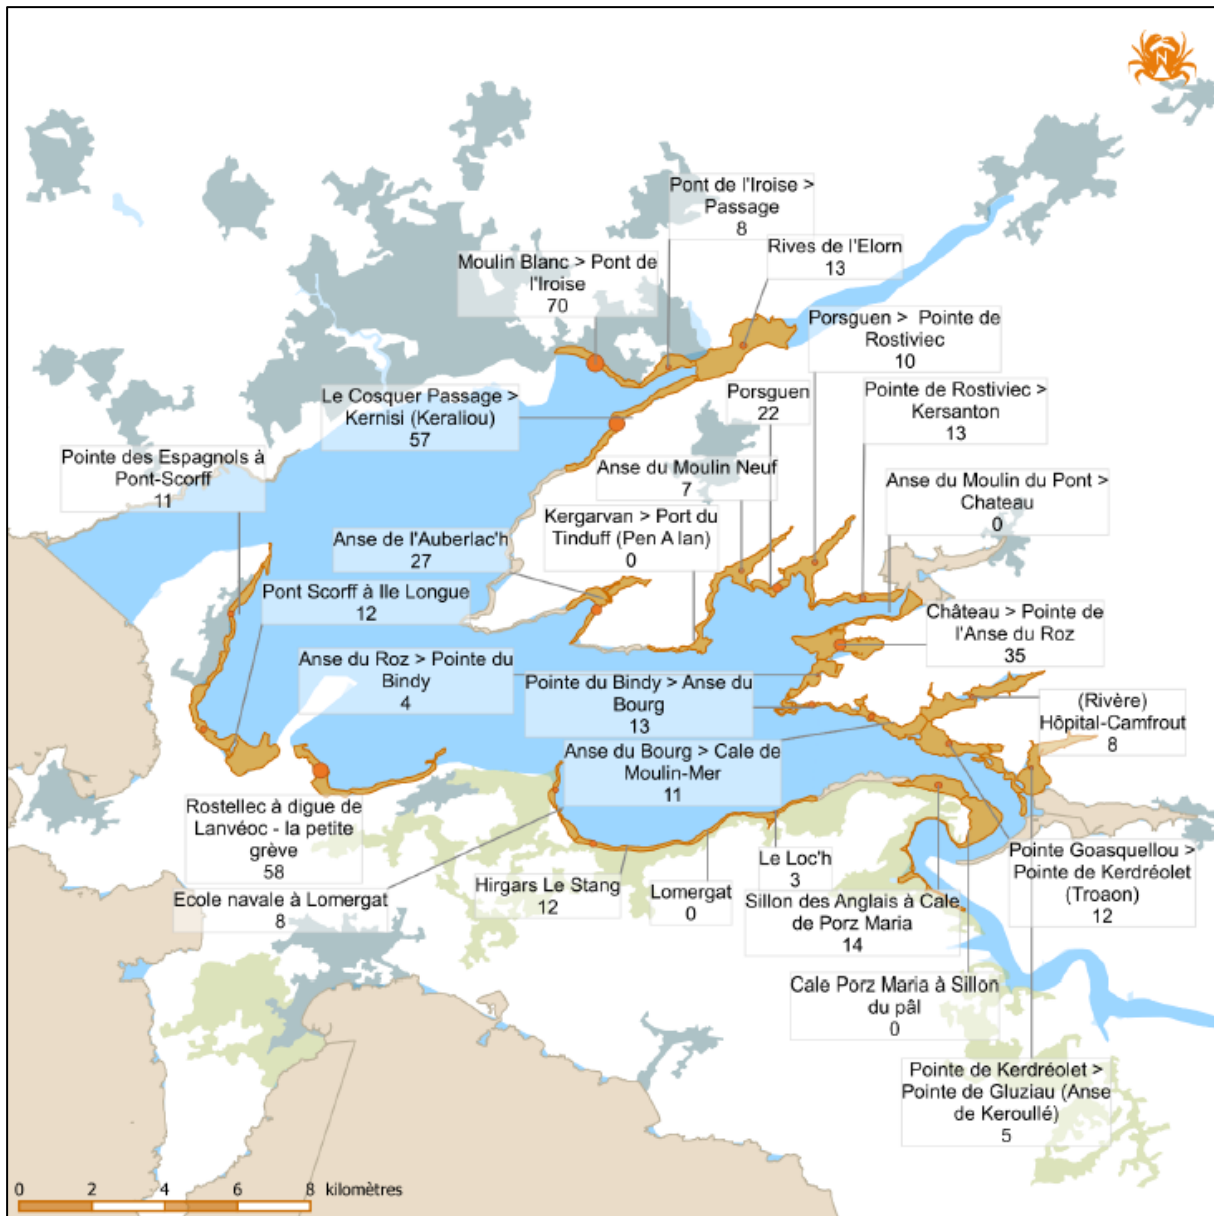 N
Pont de l'Iroise >
Passage
8
Rives de l'Elorn
13
Moulin Blanc > Pont de
l'Iroise
70
Porsguen > Pointe de
Rostiviec
10
Le Cosquer Passage >
Kernisi (Keraliou)
57
Porsguen
22
Pointe de Rostiviec >
Kersanton
13
Pointe des Espagnols à
Pont-Scorff
11
Anse du Moulin Neuf
7
Anse du Moulin du Pont >
Chateau
0
Kergarvan > Port du
Tinduff (Pen A lan)
0
Anse de l'Auberlac'h
27
Pont Scorff à Ile Longue
12
Château > Pointe de
l'Anse du Roz
35
Anse du Roz > Pointe du
Bindy
4
Pointe du Bindy > Anse du
Bourg
13
(Rivère)
Hôpital-Camfrout
8
Anse du Bourg > Cale de
Moulin-Mer
11
Rostellec à digue de
Lanvéoc - la petite
grève
58
Ecole navale à Lomergat
8
Hirgars Le Stang
12
Lomergat
0
Le Loc'h
3
Pointe Goasquellou >
Pointe de Kerdréolet
(Troaon)
12
Sillon des Anglais à Cale
de Porz Maria
14
Cale Porz Maria à Sillon
du pâl
0
Pointe de Kerdréolet >
Pointe de Gluziau (Anse
de Keroullé)
5
0 2 4 6 8 kilomètres